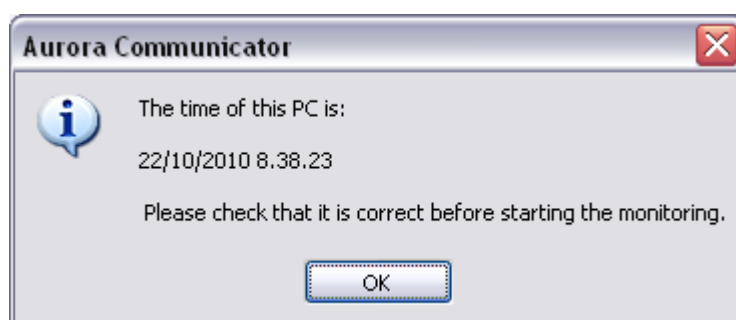 Aurora Communicator
The time of this PC is:
22/10/2010 8.38.23
Please check that it is correct before starting the monitoring.
OK